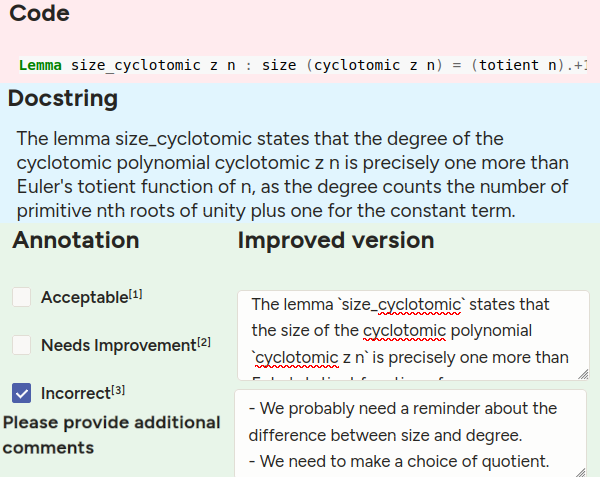 Code
Lemma size_cyclotomic z n : size (cyclotomic z n) = (totient n).+1
Docstring
The lemma size_cyclotomic states that the degree of the
cyclotomic polynomial cyclotomic z n is precisely one more than
Euler's totient function of n, as the degree counts the number of
primitive nth roots of unity plus one for the constant term.
Annotation
Improved version
Acceptable[1]
Needs Improvement[2]
Incorrect[3]
The lemma `size_cyclotomic` states that
the size of the cyclotomic polynomial
`cyclotomic z n` is precisely one more than
Please provide additional
comments
- We probably need a reminder about the
difference between size and degree.
- We need to make a choice of quotient.